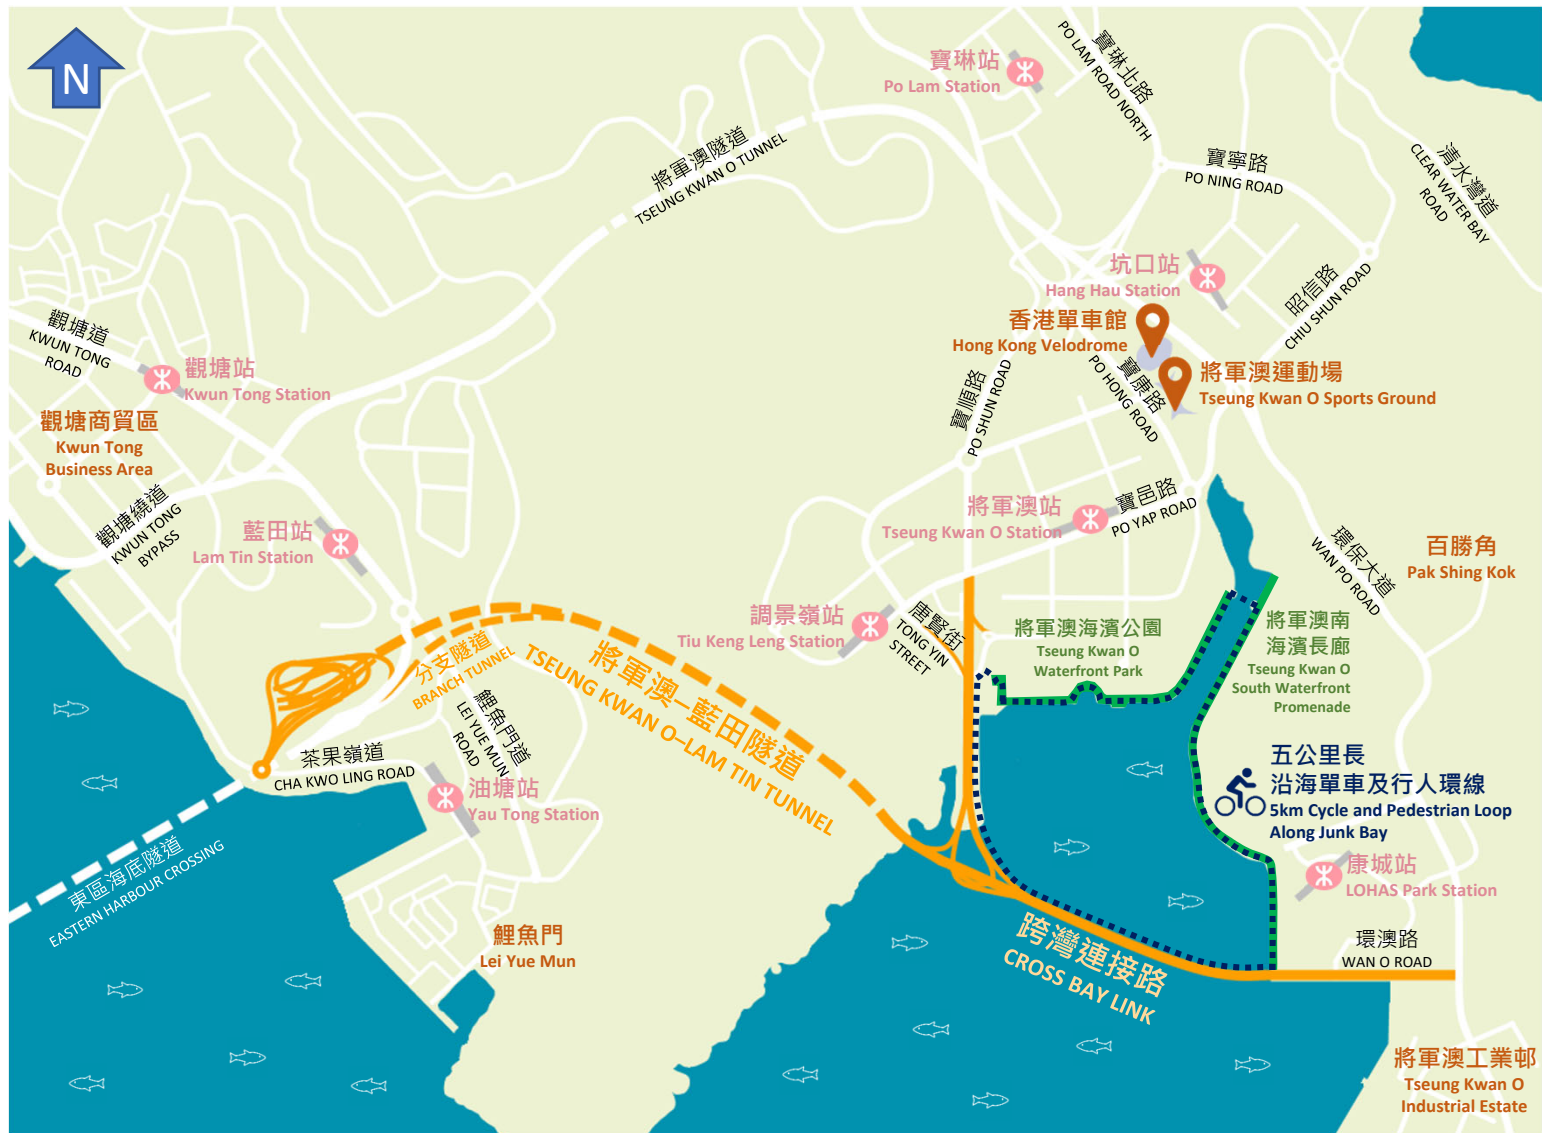 N
寶琳站
Po Lam Station
寶琳北路
PO LAM ROAD NORTH
將軍澳隧道
TSEUNG KWAN O TUNNEL
寶寧路
PO NING ROAD
清水灣道
CLEAR WATER BAY
ROAD
坑口站
Hang Hau Station
昭信路
CHIU SHUN ROAD
香港單車館
Hong Kong Velodrome
觀塘道
KWUN TONG
ROAD
觀塘站
Kwun Tong Station
寶順路
PO SHUN ROAD
寶康路
PO HONG ROAD
將軍澳運動場
Tseung Kwan O Sports Ground
觀塘商貿區
Kwun Tong
Business Area
觀塘繞道
KWUN TONG
BYPASS
藍田站
Lam Tin Station
將軍澳站
Tseung Kwan O Station
寶邑路
PO YAP ROAD
環保大道
WAN PO ROAD
百勝角
Pak Shing Kok
調景嶺站
Tiu Keng Leng Station
唐賢街
TONG YIN
STREET
將軍澳海濱公園
Tseung Kwan O
Waterfront Park
將軍澳南
海濱長廊
Tseung Kwan O
South Waterfront
Promenade
分支隧道
BRANCH TUNNEL
將軍澳–藍田隧道
TSEUNG KWAN O–LAM TIN TUNNEL
鯉魚門道
LEI YUE MUN
ROAD
茶果嶺道
CHA KWO LING ROAD
油塘站
Yau Tong Station
五公里長
沿海單車及行人環線
5km Cycle and Pedestrian Loop
Along Junk Bay
東區海底隧道
EASTERN HARBOUR CROSSING
康城站
LOHAS Park Station
鯉魚門
Lei Yue Mun
跨灣連接路
CROSS BAY LINK
環澳路
WAN O ROAD
將軍澳工業邨
Tseung Kwan O
Industrial Estate